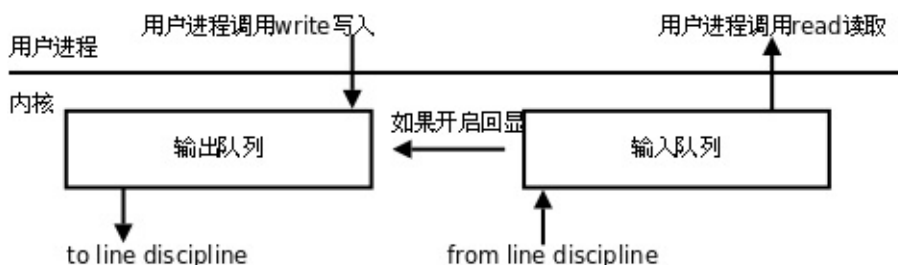 用户进程调用write写入
用户进程调用read读取
用户进程
内核
如果开启回显
输出队列
输入队列
to line discipline
from line discipline